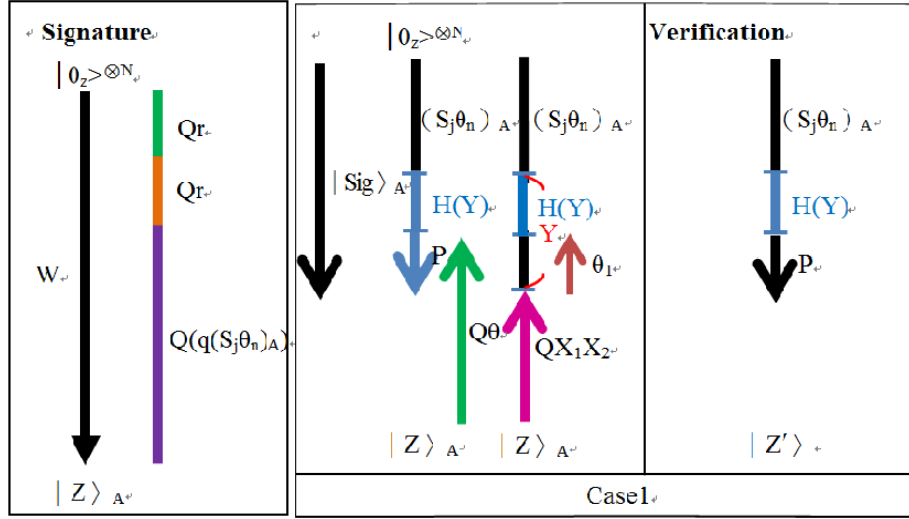 Signature
|0z>⊗N
Qr
Qr
W
Q(q(Sjθn)A)
|Z⟩A
|0z>⊗N
(Sjθn)A
(Sjθn)A
|Sig⟩A
H(Y)
H(Y)
Y
P
θ1
Qθ
QX1X2
|Z⟩A
|Z⟩A
Verification
(Sjθn)A
H(Y)
P
|Z′⟩
Case1